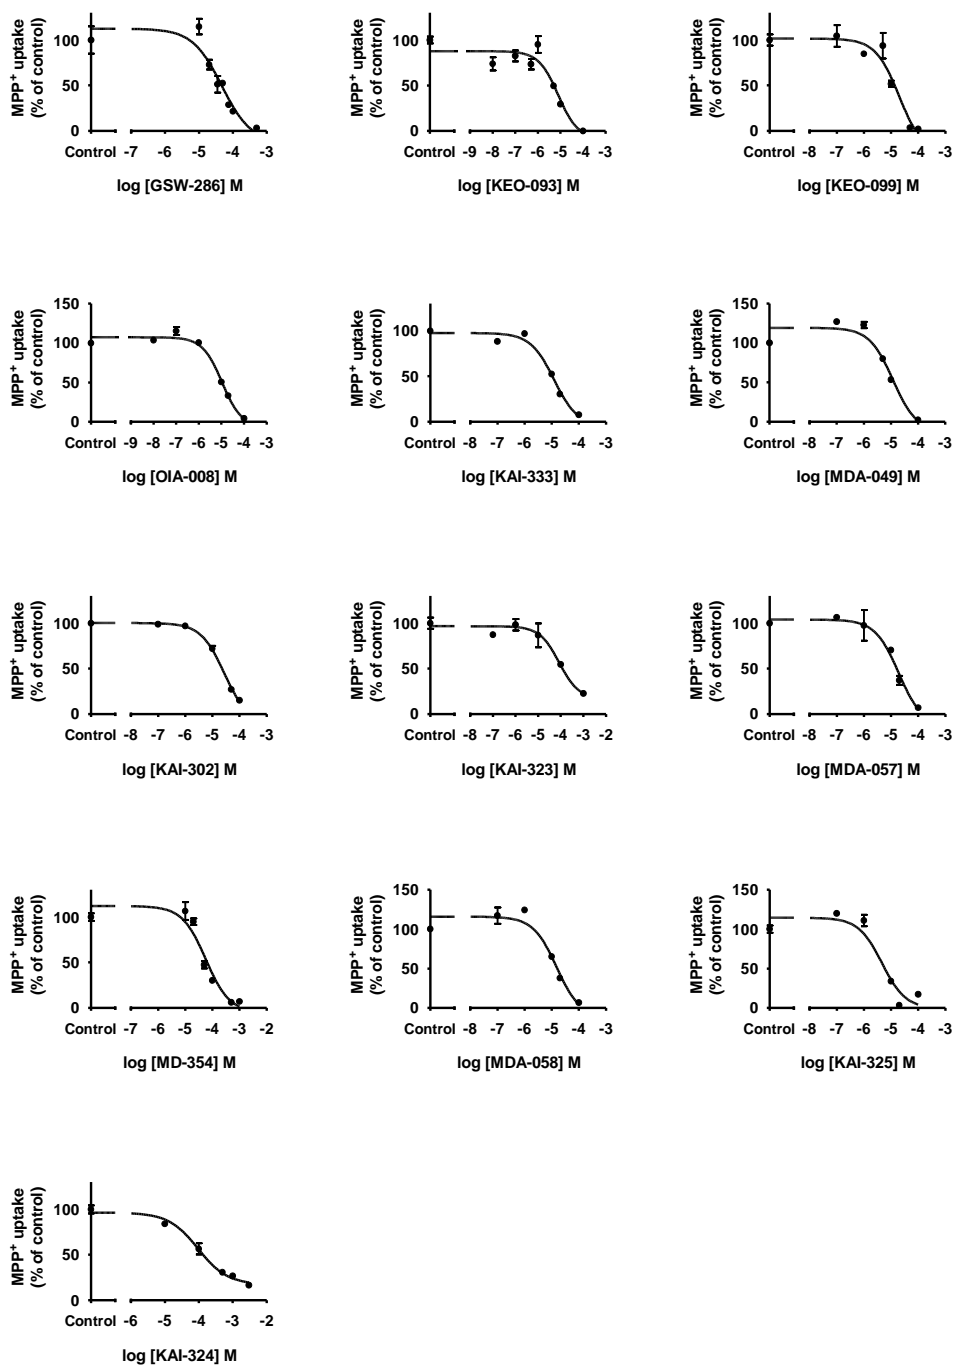 MPP+ uptake
(% of control)
100
50
0
Control -7 -6 -5 -4 -3
log [GSW-286] M
MPP+ uptake
(% of control)
100
50
0
Control -9 -8 -7 -6 -5 -4 -3
log [KEO-093] M
MPP+ uptake
(% of control)
100
50
0
Control -8 -7 -6 -5 -4 -3
log [KEO-099] M
MPP+ uptake
(% of control)
150
100
50
0
Control -9 -8 -7 -6 -5 -4 -3
log [OIA-008] M
MPP+ uptake
(% of control)
100
50
0
Control -8 -7 -6 -5 -4 -3
log [KAI-333] M
MPP+ uptake
(% of control)
150
100
50
0
Control -8 -7 -6 -5 -4 -3
log [MDA-049] M
MPP+ uptake
(% of control)
100
50
0
Control -8 -7 -6 -5 -4 -3
log [KAI-302] M
MPP+ uptake
(% of control)
100
50
0
Control -8 -7 -6 -5 -4 -3 -2
log [KAI-323] M
MPP+ uptake
(% of control)
100
50
0
Control -8 -7 -6 -5 -4 -3
log [MDA-057] M
MPP+ uptake
(% of control)
100
50
0
Control -7 -6 -5 -4 -3 -2
log [MD-354] M
MPP+ uptake
(% of control)
150
100
50
0
Control -8 -7 -6 -5 -4 -3
log [MDA-058] M
MPP+ uptake
(% of control)
150
100
50
0
Control -8 -7 -6 -5 -4 -3
log [KAI-325] M
MPP+ uptake
(% of control)
100
50
0
Control -6 -5 -4 -3 -2
log [KAI-324] M